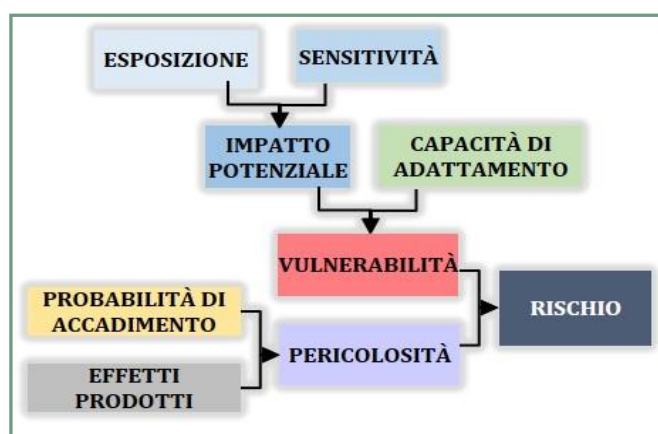 ESPOSIZIONE
SENSITIVITÀ
IMPATTO
POTENZIALE
CAPACITÀ DI
ADATTAMENTO
VULNERABILITÀ
PROBABILITÀ DI
ACCADIMENTO
RISCHIO
PERICOLOSITÀ
EFFETTI
PRODOTTI